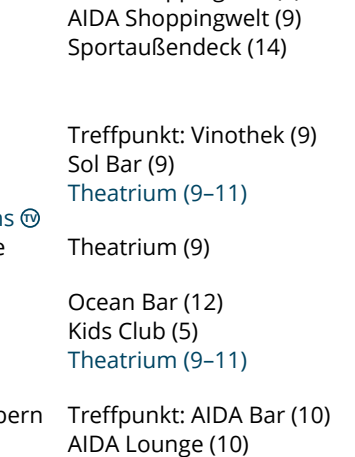 AIDA Shoppingwelt (9)
Sportaußendeck (14)
Treffpunkt: Vinothek (9)
Sol Bar (9)
Theatrium (9–11)
TV
Theatrium (9)
Ocean Bar (12)
Kids Club (5)
Theatrium (9–11)
Treffpunkt: AIDA Bar (10)
AIDA Lounge (10)